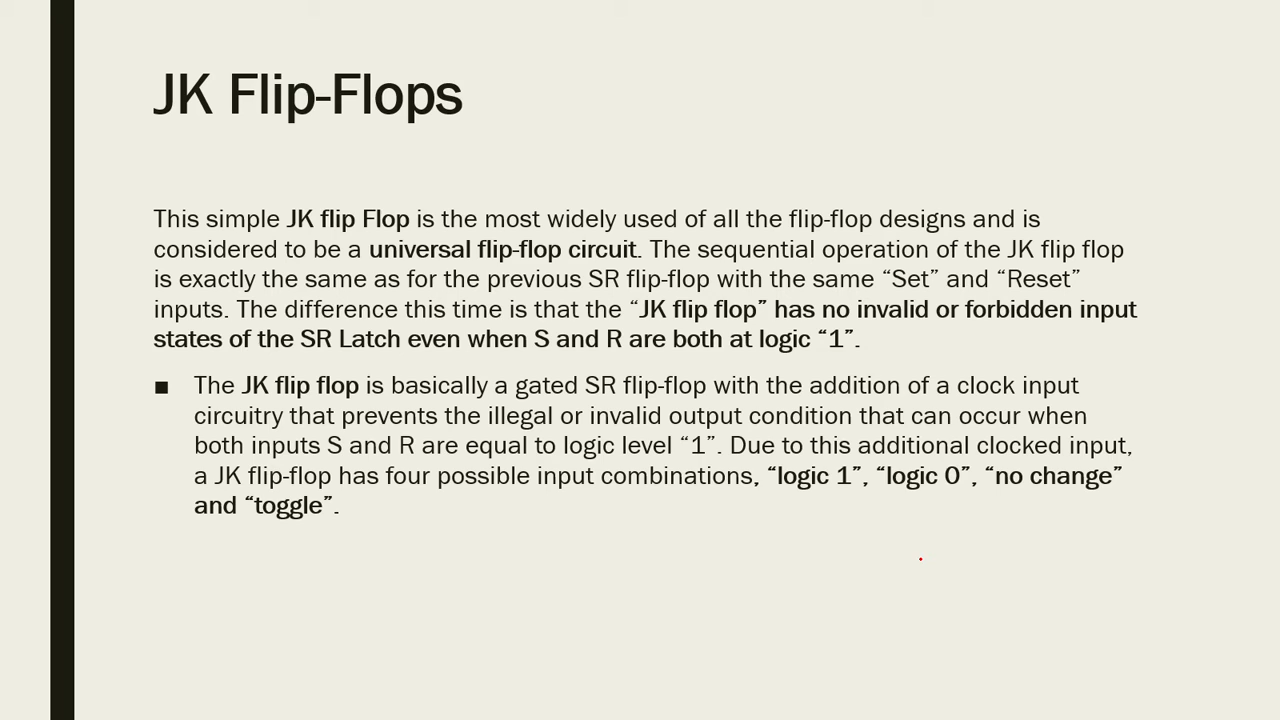 JK Flip-Flops
This simple JK flip Flop is the most widely used of all the flip-flop designs and is
considered to be a universal flip-flop circuit. The sequential operation of the JK flip flop
is exactly the same as for the previous SR flip-flop with the same “Set” and “Reset”
inputs. The difference this time is that the “JK flip flop” has no invalid or forbidden input
states of the SR Latch even when S and R are both at logic “1”.
■ The JK flip flop is basically a gated SR flip-flop with the addition of a clock input
circuitry that prevents the illegal or invalid output condition that can occur when
both inputs S and R are equal to logic level “1”. Due to this additional clocked input,
a JK flip-flop has four possible input combinations, “logic 1”, “logic 0”, “no change”
and “toggle”.